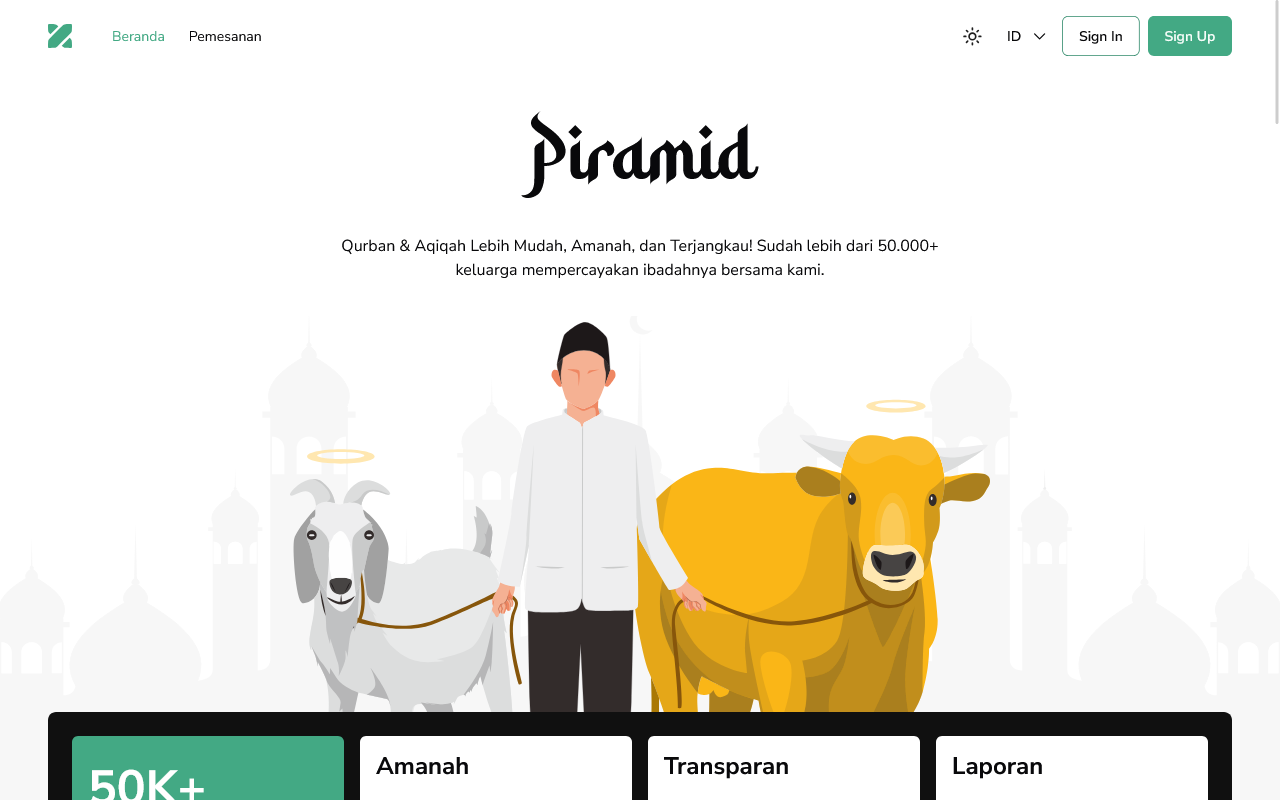 Beranda
Pemesanan
ID
Sign In
Sign Up
Piramid
Qurban & Aqiqah Lebih Mudah, Amanah, dan Terjangkau! Sudah lebih dari 50.000+
keluarga mempercayakan ibadahnya bersama kami.
50K+
Amanah
Transparan
Laporan